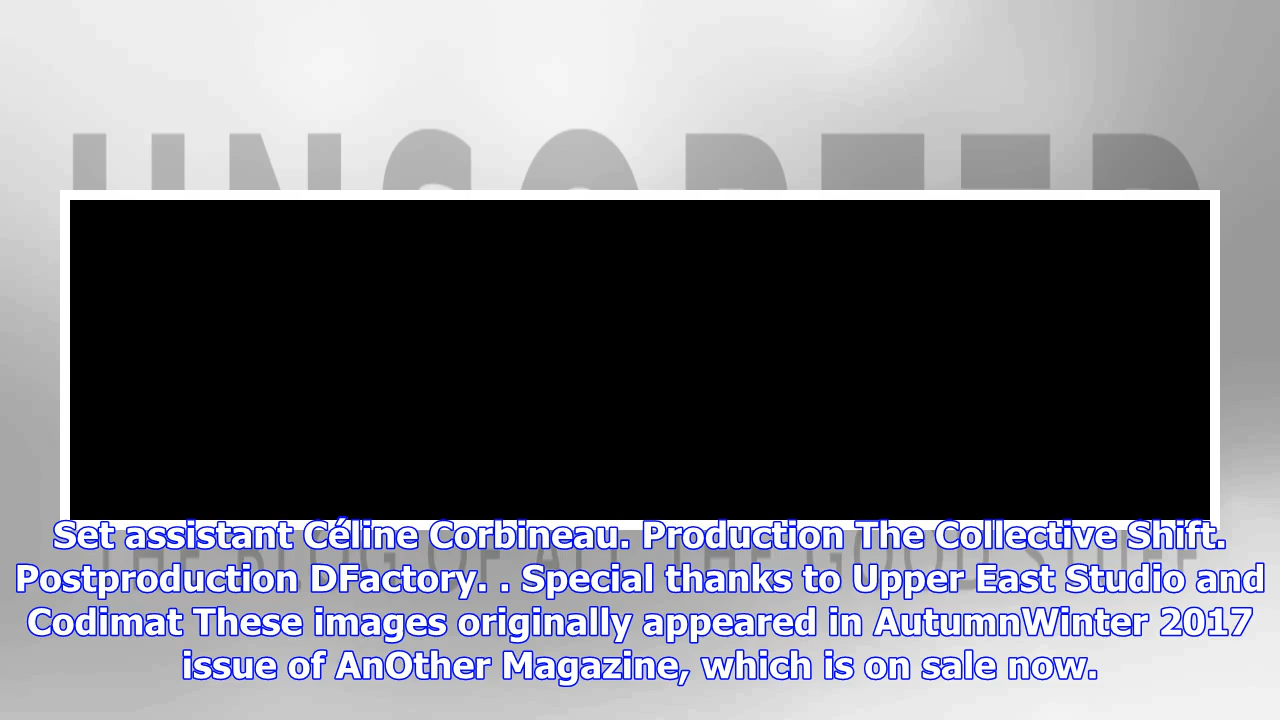 Set assistant Céline Corbineau. Production The Collective Shift.
Postproduction DFactory. . Special thanks to Upper East Studio and
Codimat These images originally appeared in AutumnWinter 2017
issue of AnOther Magazine, which is on sale now.